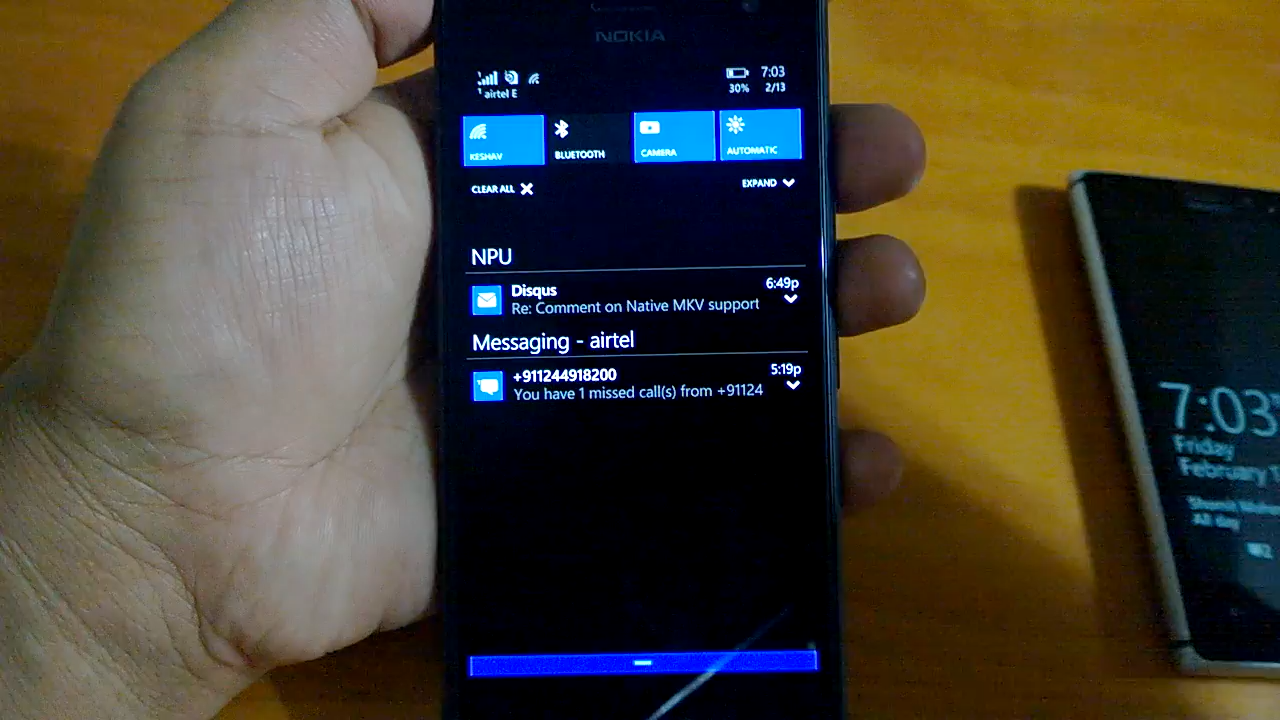 NOKIA
airtel E
30%
7:03
2/13
KESHAV
BLUETOOTH
CAMERA
AUTOMATIC
CLEAR ALL
EXPAND
NPU
Disqus
6:49p
Re: Comment on Native MKV support
Messaging - airtel
+911244918200
5:19p
You have 1 missed call(s) from +91124
7:03
Friday
February 1
All day